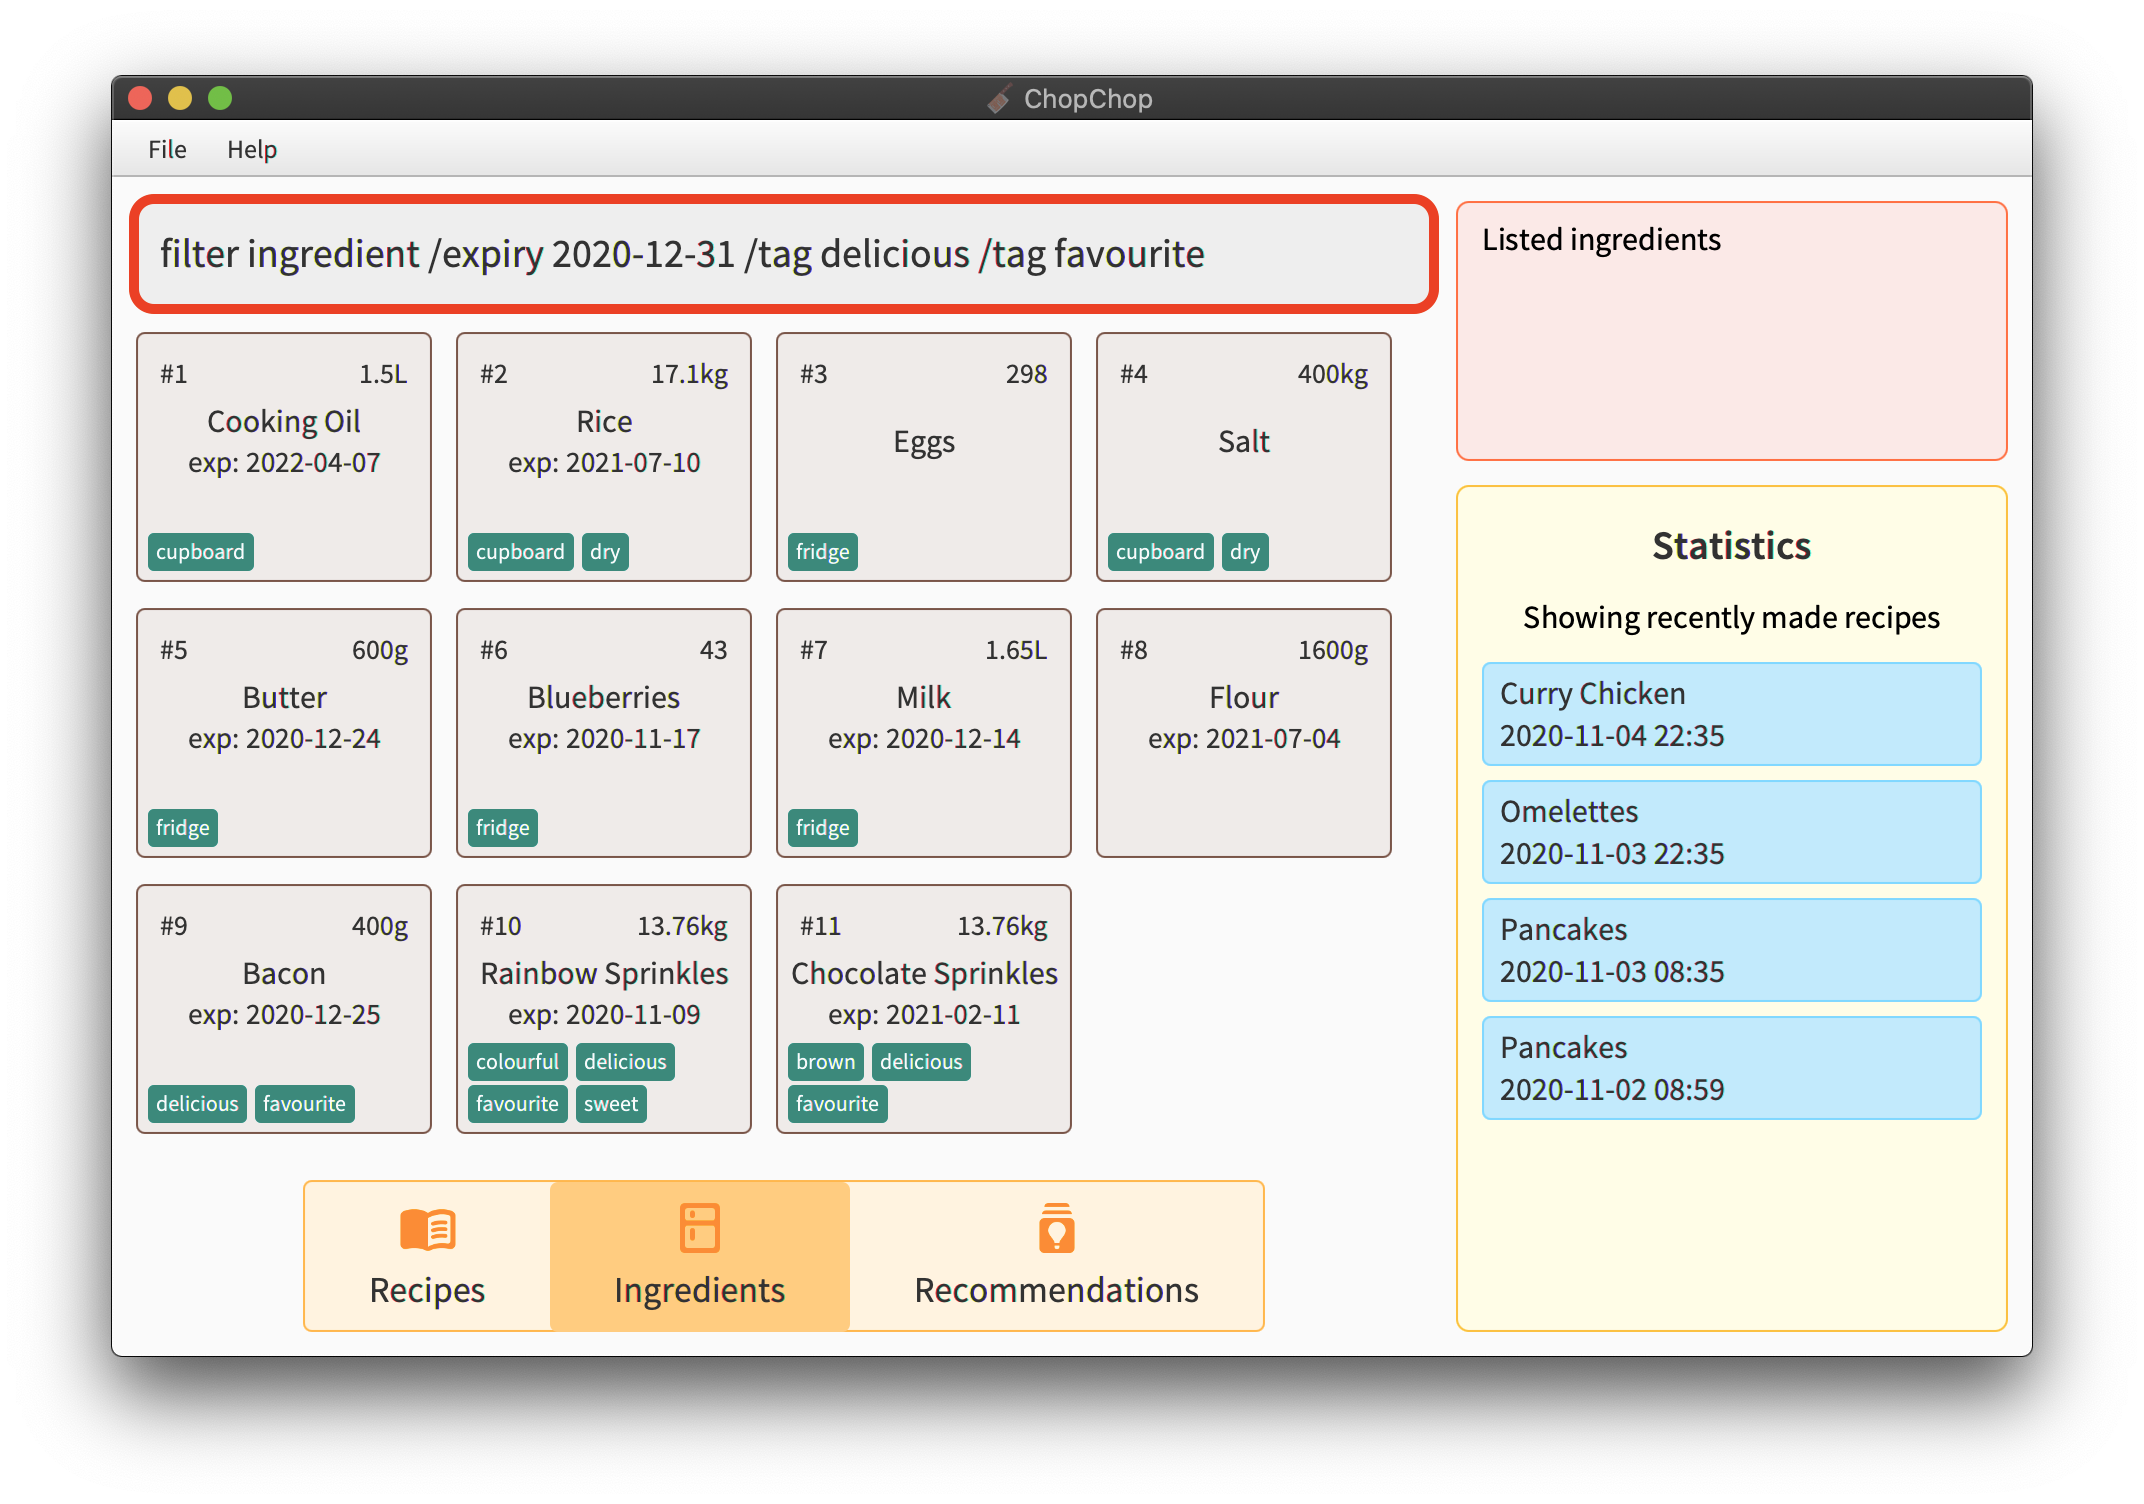 ChopChop
File Help
filter ingredient /expiry 2020-12-31 /tag delicious /tag favourite
Listed ingredients
#1 1.5L
Cooking Oil
exp: 2022-04-07
cupboard
#2 17.1kg
Rice
exp: 2021-07-10
cupboard dry
#3 298
Eggs
fridge
#4 400kg
Salt
cupboard dry
#5 600g
Butter
exp: 2020-12-24
fridge
#6 43
Blueberries
exp: 2020-11-17
fridge
#7 1.65L
Milk
exp: 2020-12-14
fridge
#8 1600g
Flour
exp: 2021-07-04
#9 400g
Bacon
exp: 2020-12-25
delicious favourite
#10 13.76kg
Rainbow Sprinkles
exp: 2020-11-09
colourful delicious
favourite sweet
#11 13.76kg
Chocolate Sprinkles
exp: 2021-02-11
brown delicious
favourite
Statistics
Showing recently made recipes
Curry Chicken
2020-11-04 22:35
Omelettes
2020-11-03 22:35
Pancakes
2020-11-03 08:35
Pancakes
2020-11-02 08:59
Recipes Ingredients Recommendations